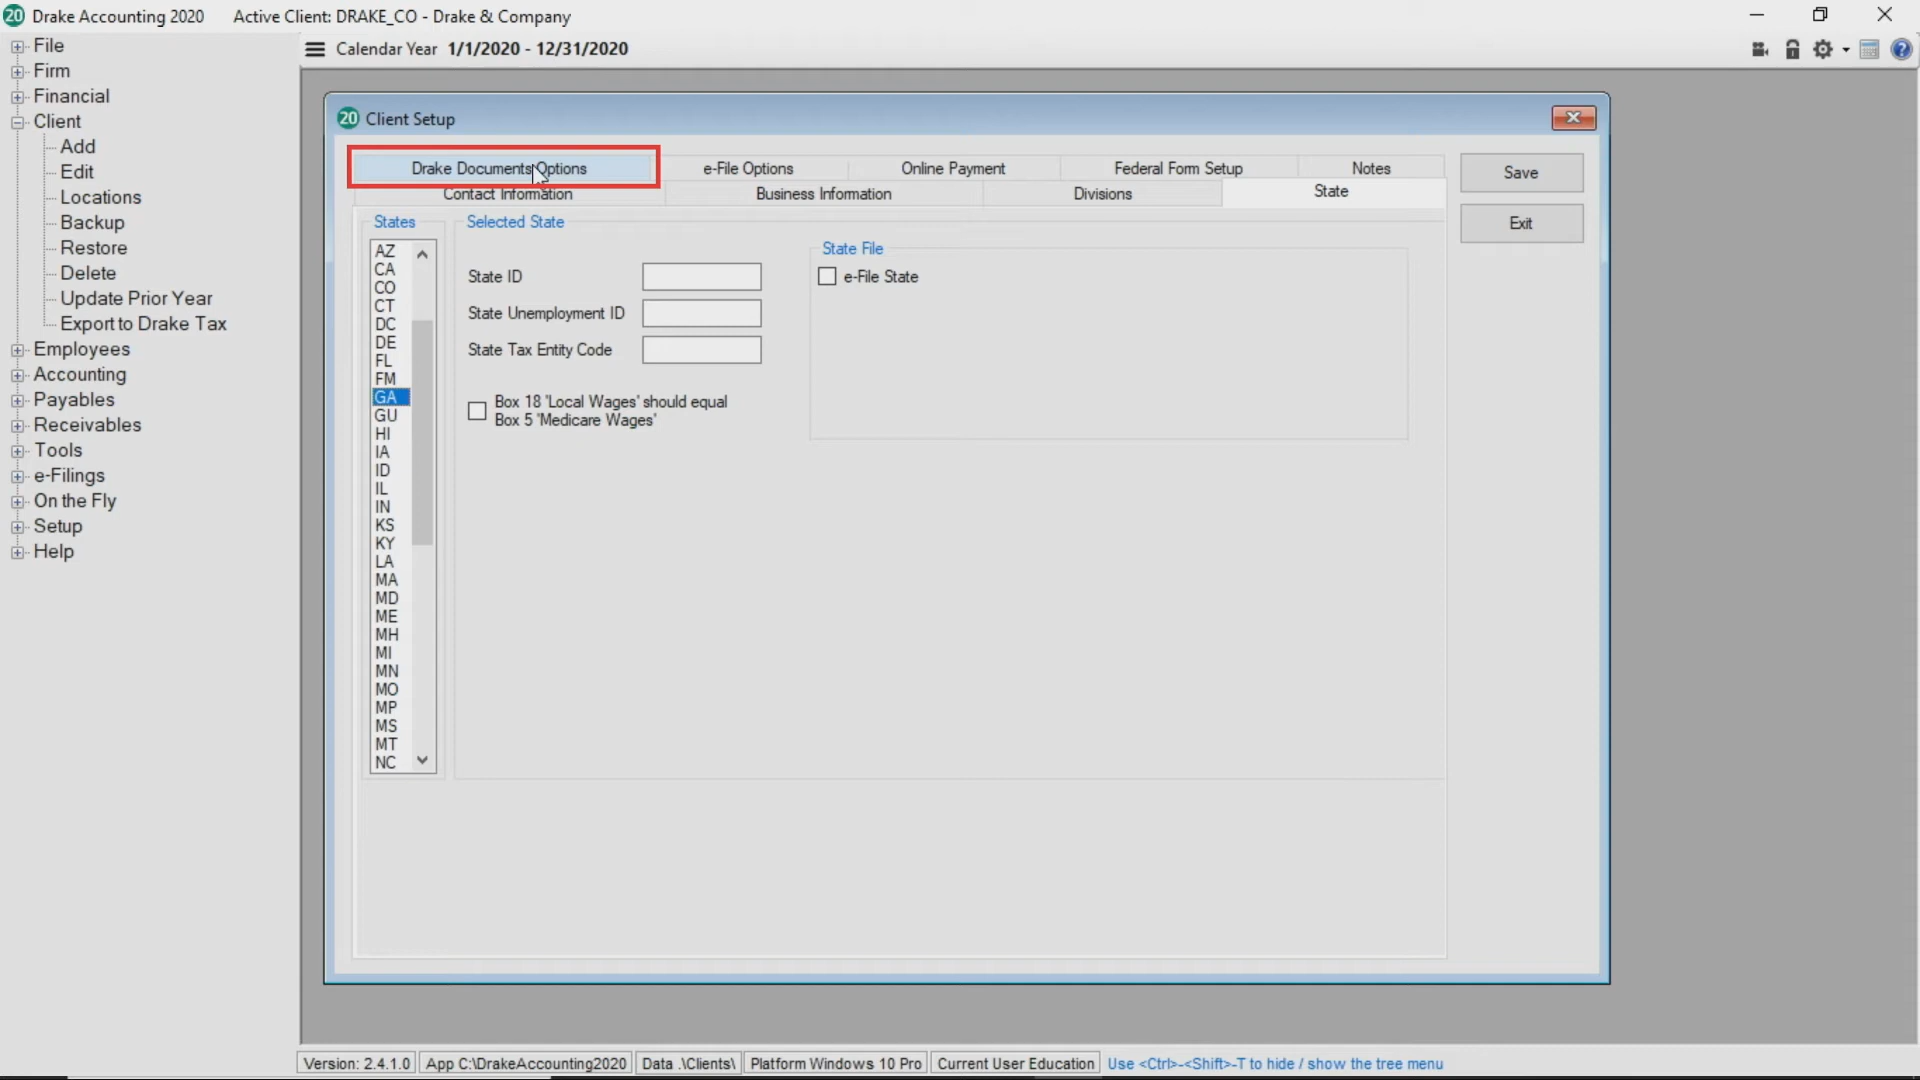 20 Drake Accounting 2020 Active Client: DRAKE_CO - Drake & Company
File
Firm
Financial
Client
Add
Edit
Locations
Backup
Restore
Delete
Update Prior Year
Export to Drake Tax
Employees
Accounting
Payables
Receivables
Tools
e-Filings
On the Fly
Setup
Help
Calendar Year 1/1/2020 - 12/31/2020
20 Client Setup
Drake Documents Options e-File Options Online Payment Federal Form Setup Notes
Contact Information Business Information Divisions State
Save
Exit
States
AZ
CA
CO
CT
DC
DE
FL
FM
GA
GU
HI
IA
ID
IL
IN
KS
KY
LA
MA
MD
ME
MH
MI
MN
MO
MP
MS
MT
NC
Selected State
State ID
State Unemployment ID
State Tax Entity Code
Box 18 'Local Wages' should equal
Box 5 'Medicare Wages'
State File
e-File State
Version: 2.4.1.0 App C:\DrakeAccounting2020 Data .\Clients\ Platform Windows 10 Pro Current User Education Use <Ctrl>-<Shift>-T to hide / show the tree menu